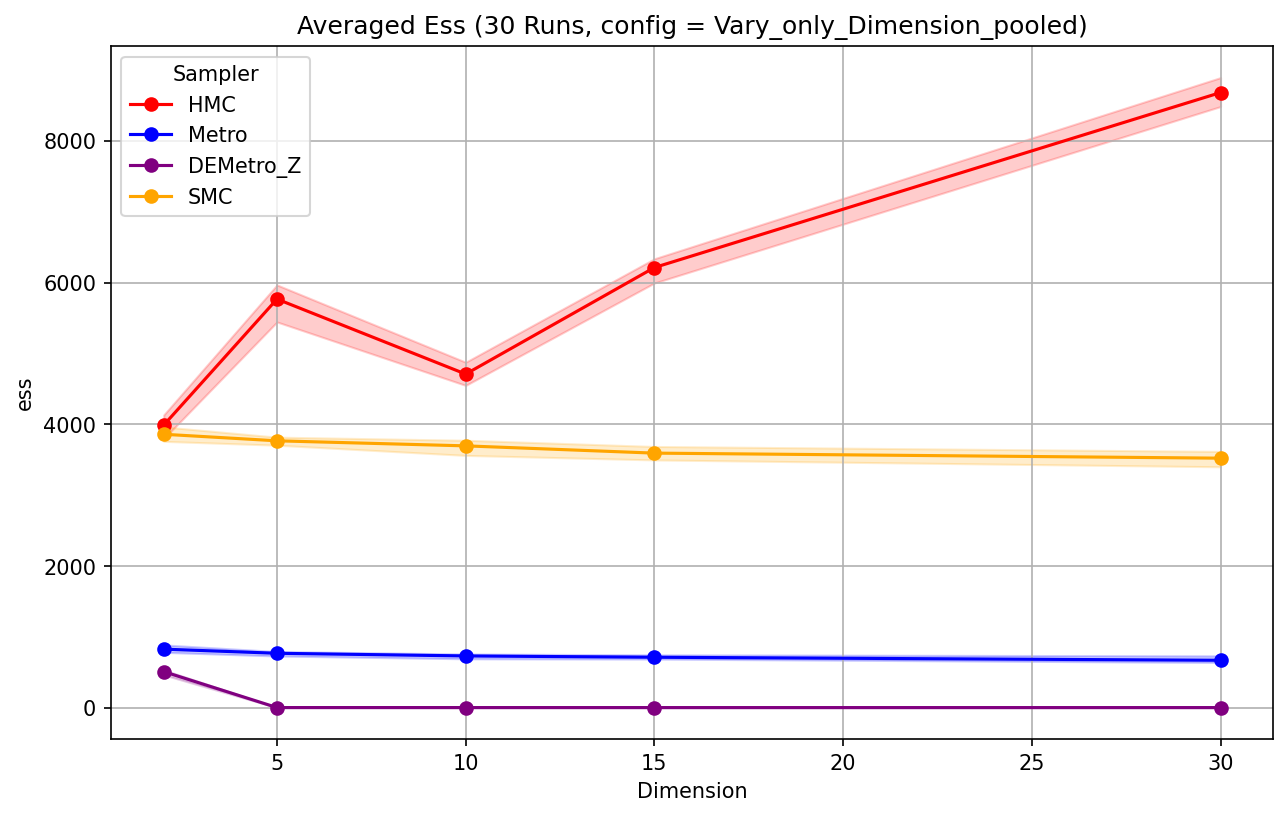 Averaged Ess (30 Runs, config = Vary_only_Dimension_pooled)
Sampler
HMC
Metro
DEMetro_Z
SMC
ess
8000
6000
4000
2000
0
5 10 15 20 25 30
Dimension